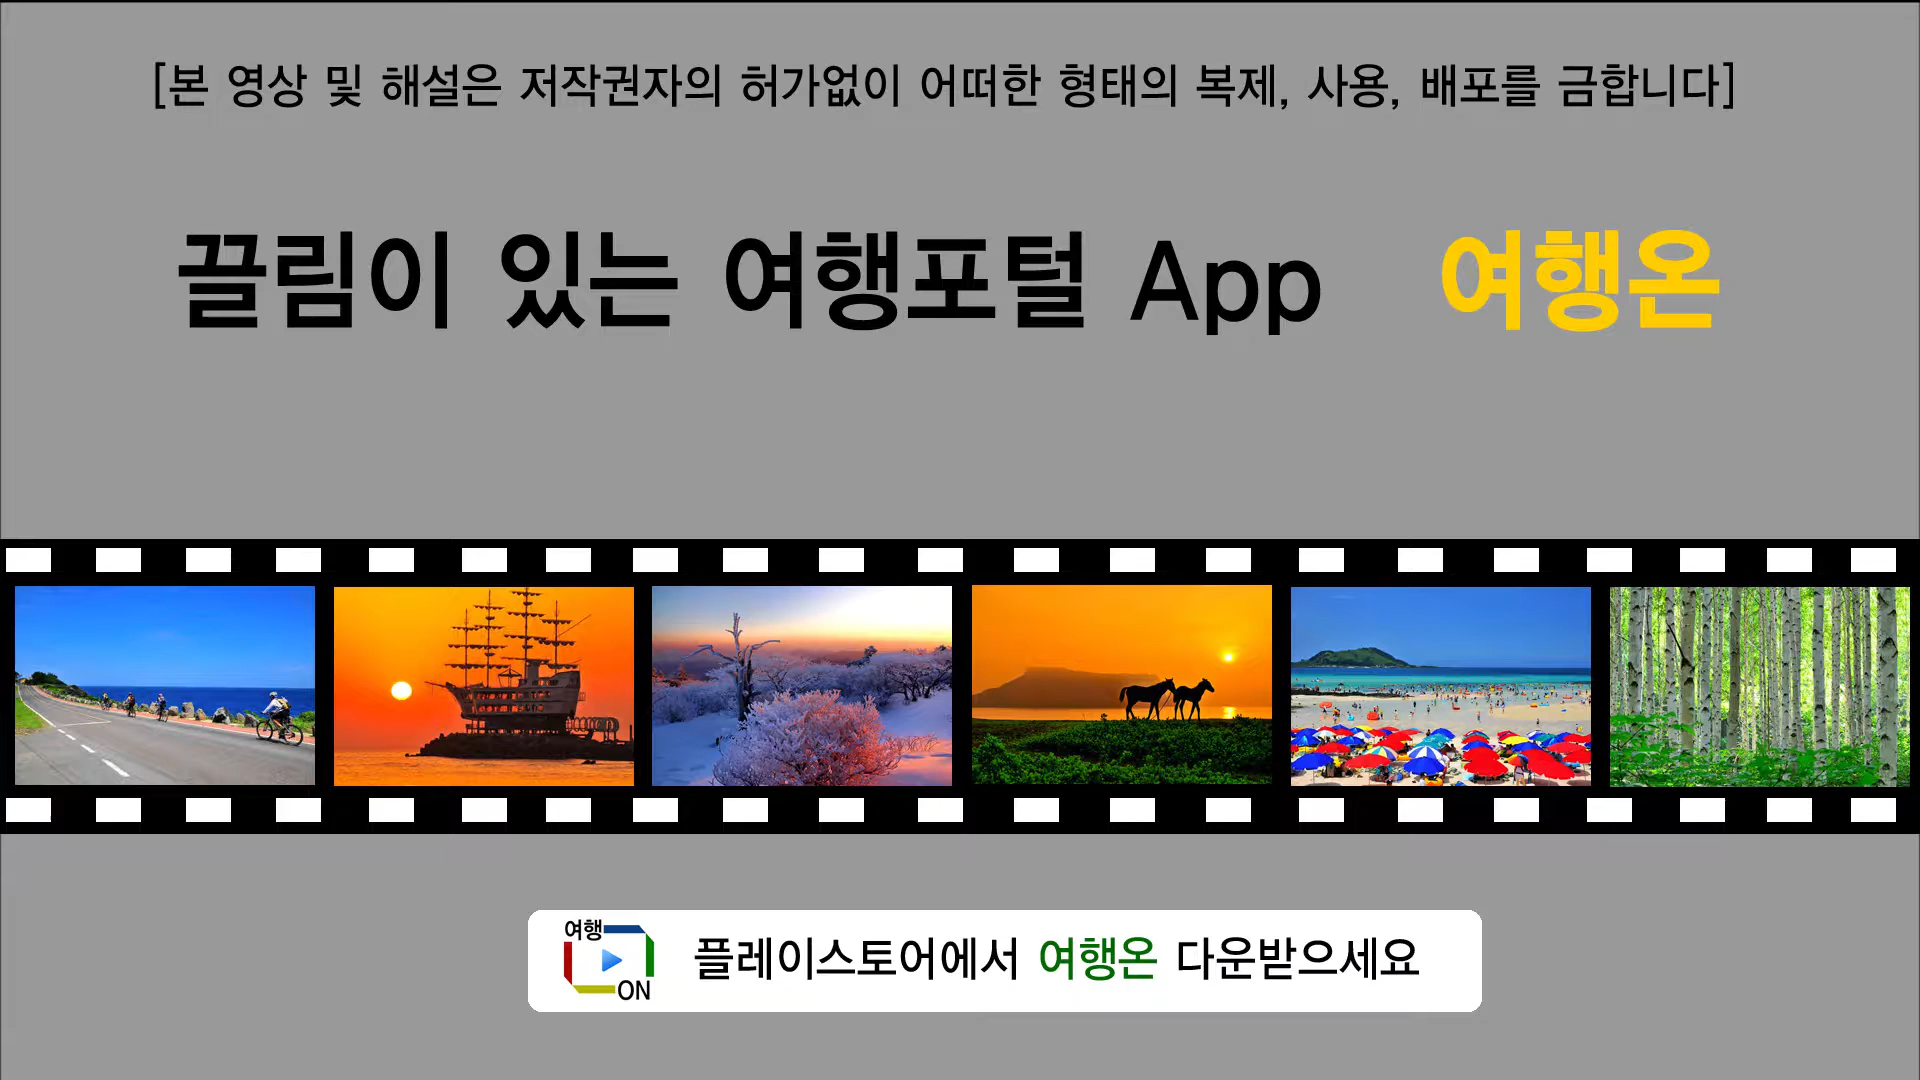 [본 영상 및 해설은 저작권자의 허가없이 어떠한 형태의 복제, 사용, 배포를 금합니다]
끌림이 있는 여행포털 App 여행온
여행
ON
플레이스토어에서 여행온 다운받으세요